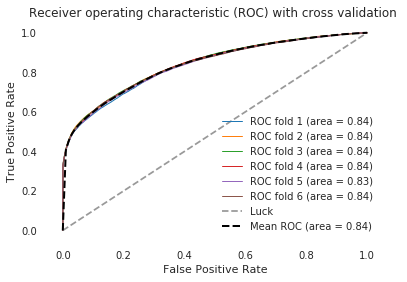 Receiver operating characteristic (ROC) with cross validation
1.0
0.8
0.6
0.4
0.2
0.0
True Positive Rate
ROC fold 1 (area = 0.84)
ROC fold 2 (area = 0.84)
ROC fold 3 (area = 0.84)
ROC fold 4 (area = 0.84)
ROC fold 5 (area = 0.83)
ROC fold 6 (area = 0.84)
Luck
Mean ROC (area = 0.84)
0.0 0.2 0.4 0.6 0.8 1.0
False Positive Rate